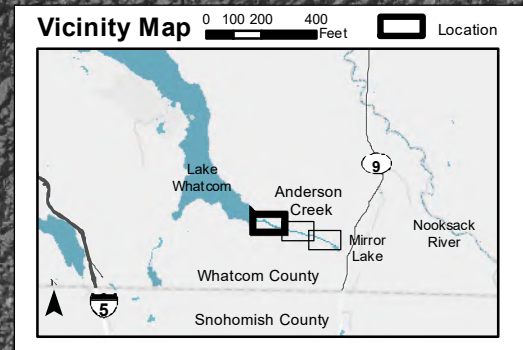 Vicinity Map 0 100 200 400 Feet Location
Lake
Whatcom
9
Anderson
Creek
Mirror
Lake
Nooksack
River
Whatcom County
N
5
Snohomish County